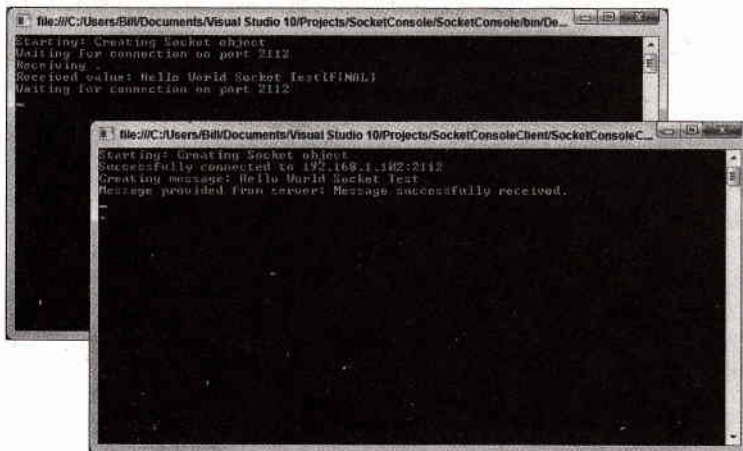 file:///C:/Users/Bill/Documents/Visual Studio 10/Projects/SocketConsole/SocketConsole/bin/De...
Starting: Creating Socket object
Waiting for connection on port 2112
Receiving .
Received value: Hello World Socket Test[FINAL]
Waiting for connection on port 2112
file:///C:/Users/Bill/Documents/Visual Studio 10/Projects/SocketConsoleClient/SocketConsoleC...
Starting: Creating Socket object
Successfully connected to 192.168.1.102:2112
Creating message: Hello World Socket Test
Message provided from server: Message successfully received.